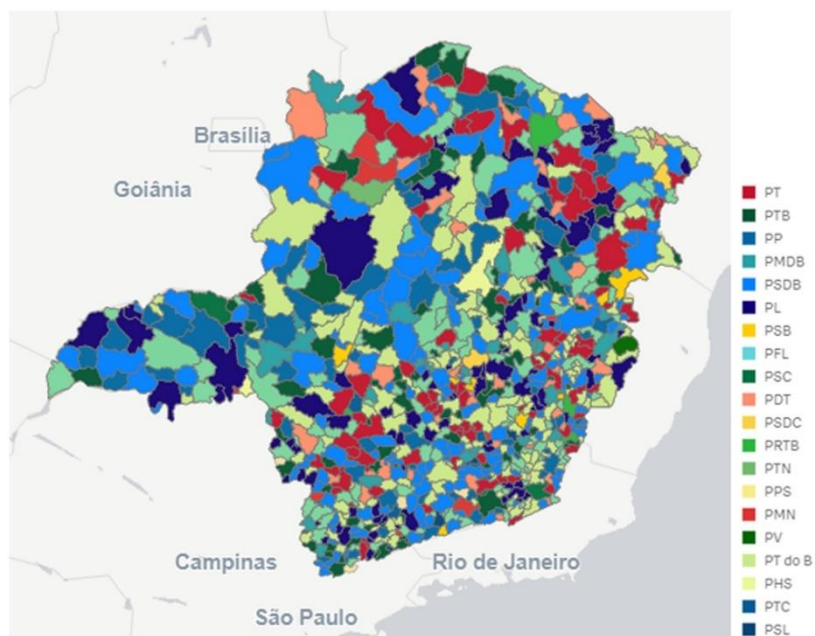 Brasília
Goiânia
Campinas
Rio de Janeiro
São Paulo
PT
PTB
PP
PMDB
PSDB
PL
PSB
PFL
PSC
PDT
PSDC
PRTB
PTN
PPS
PMN
PV
PT do B
PHS
PTC
PSL